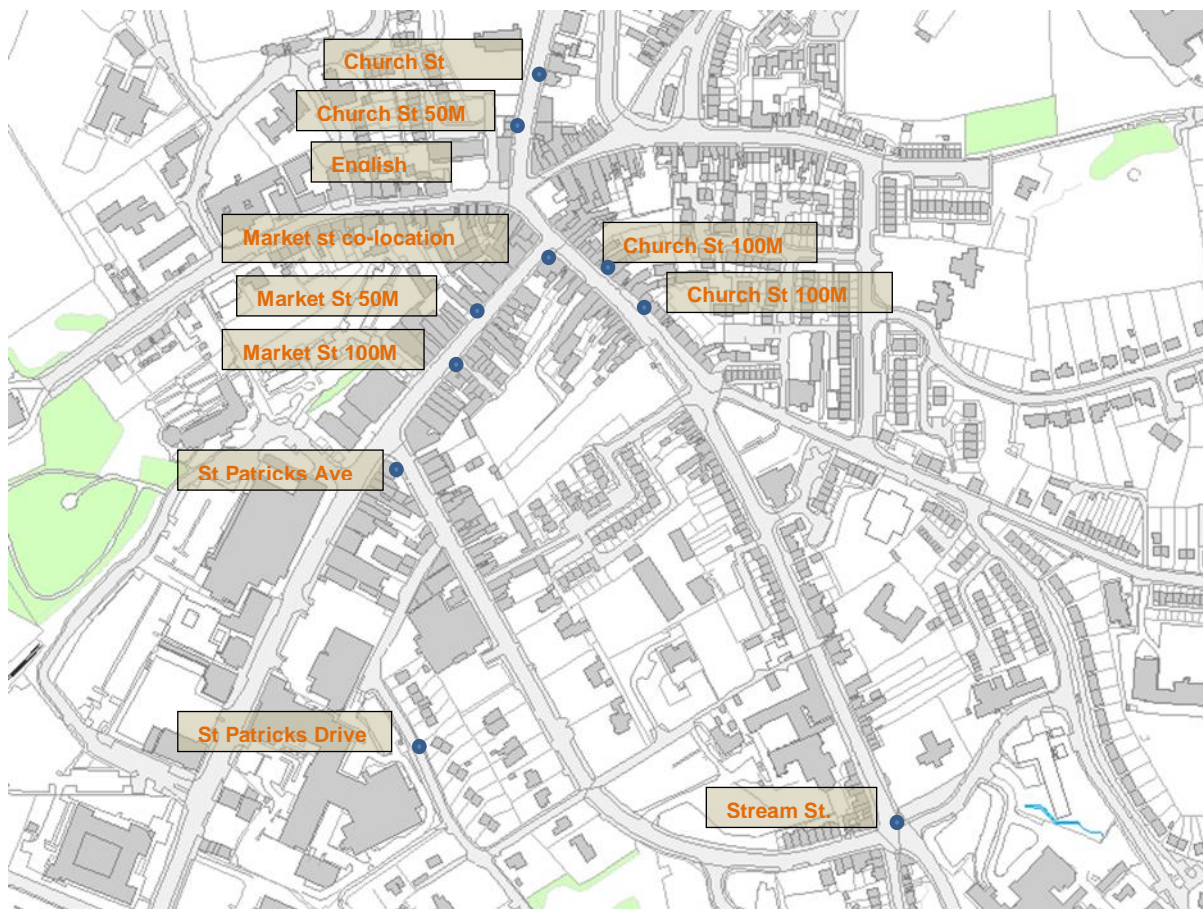 Church St
Church St 50M
English
Market st co-location
Church St 100M
Church St 100M
Market St 50M
Market St 100M
St Patricks Ave
St Patricks Drive
Stream St.